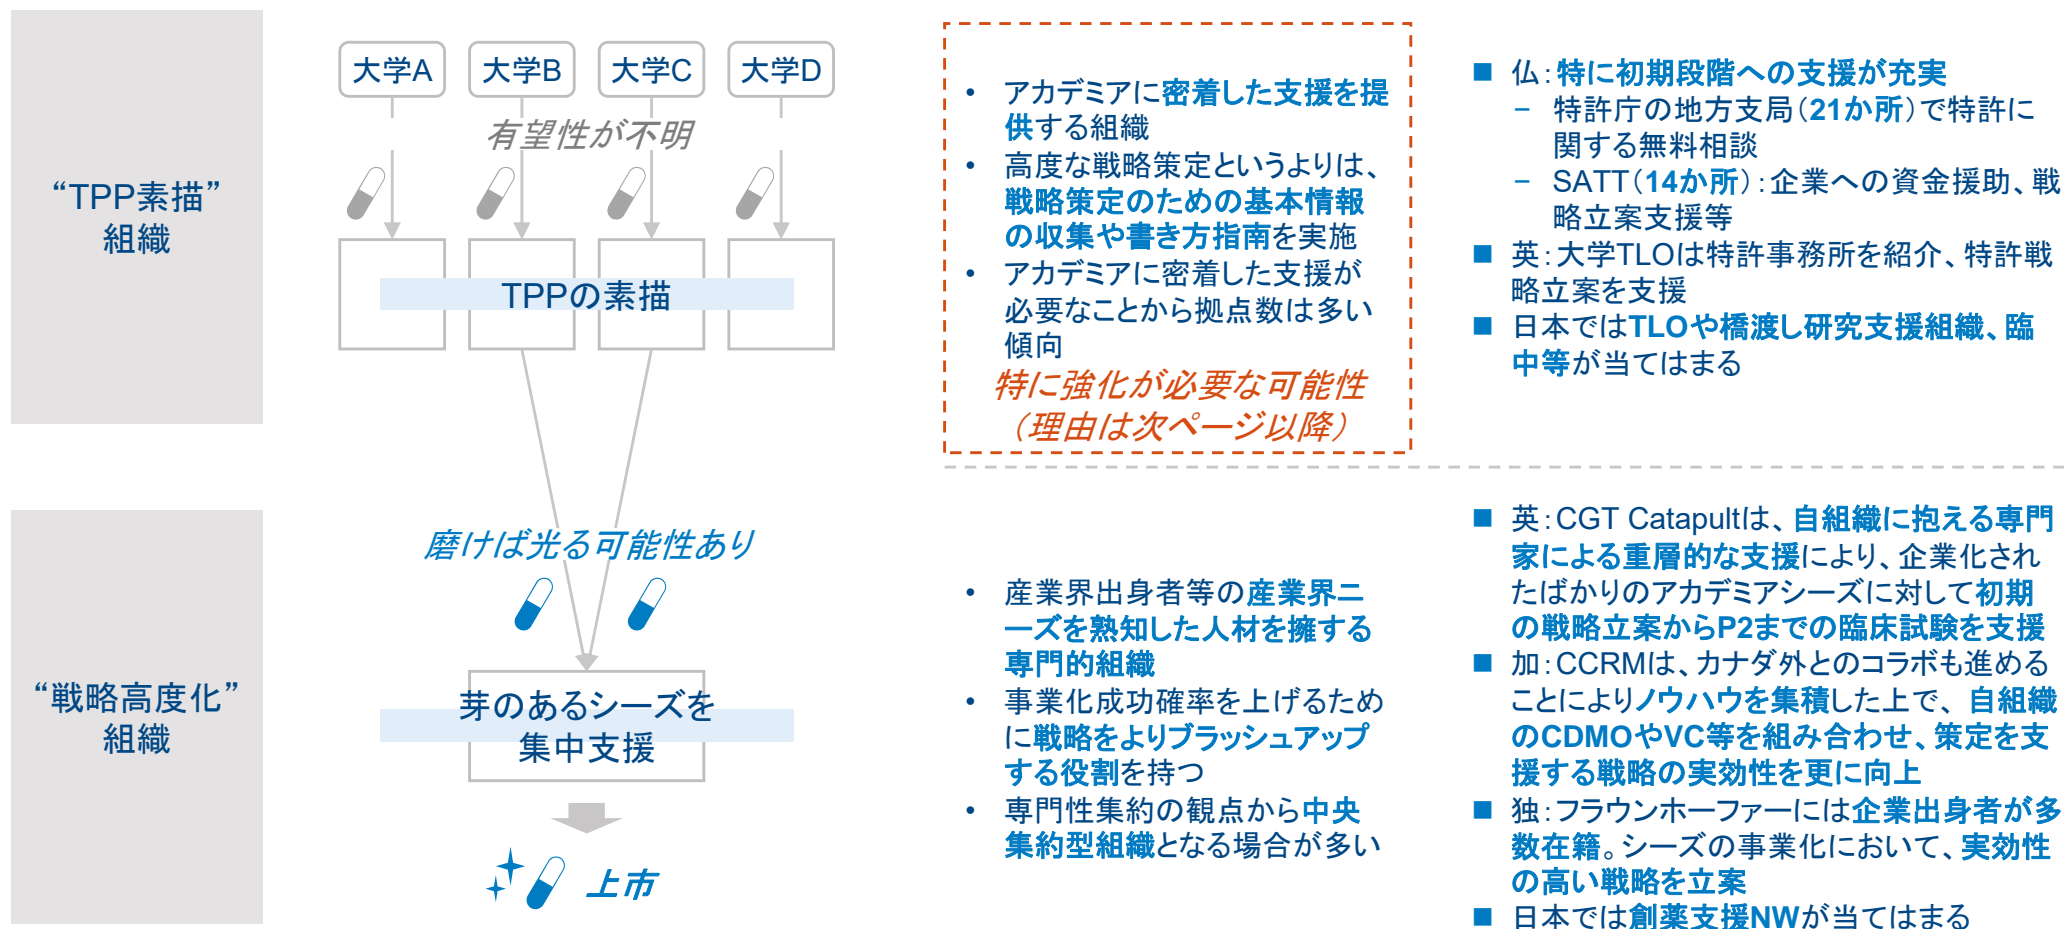 “TPP素描”
組織
大学A
大学B
大学C
大学D
有望性が不明
TPPの素描
• アカデミアに密着した支援を提
供する組織
• 高度な戦略策定というよりは、
戦略策定のための基本情報
の収集や書き方指南を実施
• アカデミアに密着した支援が
必要なことから拠点数は多い
傾向
特に強化が必要な可能性
（理由は次ページ以降）
■ 仏：特に初期段階への支援が充実
− 特許庁の地方支局（21か所）で特許に
関する無料相談
− SATT（14か所）：企業への資金援助、戦
略立案支援等
■ 英：大学TLOは特許事務所を紹介、特許戦
略立案を支援
■ 日本ではTLOや橋渡し研究支援組織、臨
中等が当てはまる
“戦略高度化”
組織
磨けば光る可能性あり
芽のあるシーズを
集中支援
上市
• 産業界出身者等の産業界ニ
ーズを熟知した人材を擁する
専門的組織
• 事業化成功確率を上げるため
に戦略をよりブラッシュアップ
する役割を持つ
• 専門性集約の観点から中央
集約型組織となる場合が多い
■ 英：CGT Catapultは、自組織に抱える専門
家による重層的な支援により、企業化され
たばかりのアカデミアシーズに対して初期
の戦略立案からP2までの臨床試験を支援
■ 加：CCRMは、カナダ外とのコラボも進める
ことによりノウハウを集積した上で、自組織
のCDMOやVC等を組み合わせ、策定を支
援する戦略の実効性を更に向上
■ 独：フラウンホーファーには企業出身者が多
数在籍。シーズの事業化において、実効性
の高い戦略を立案
■ 日本では創薬支援NWが当てはまる